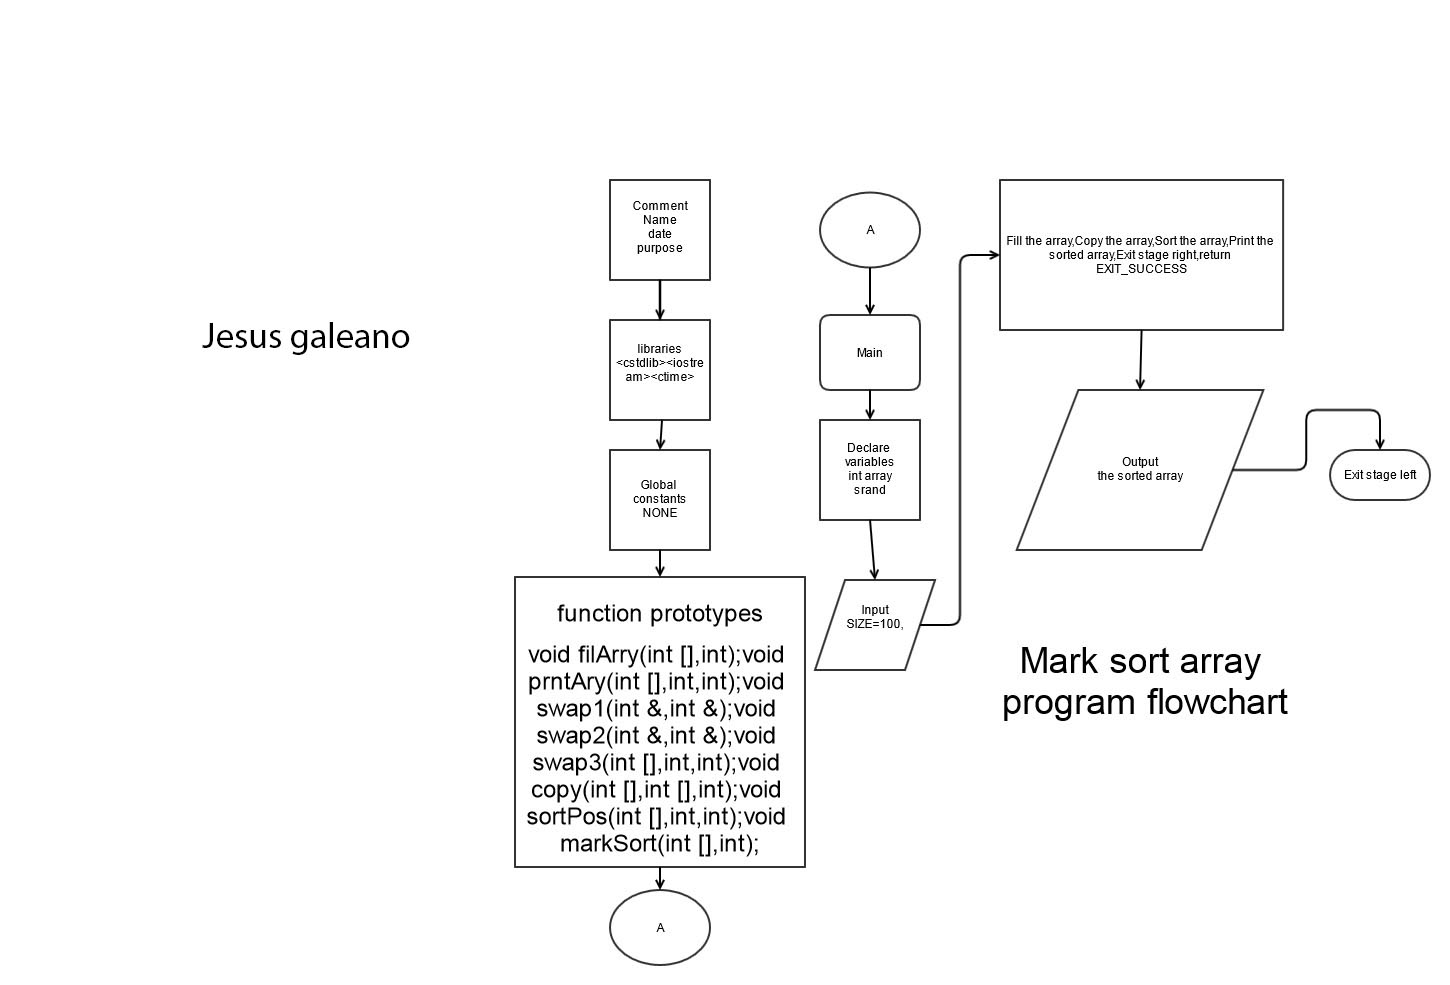 Jesus galeano
Comment
Name
date
purpose
libraries
<cstdlib><iostre
am><ctime>
Global
constants
NONE
function prototypes
void filArry(int [],int);void
prntAry(int [],int,int);void
swap1(int &,int &);void
swap2(int &,int &);void
swap3(int [],int,int);void
copy(int [],int [],int);void
sortPos(int [],int,int);void
markSort(int [],int);
A
A
Main
Declare
variables
int array
srand
Input
SIZE=100,
Fill the array,Copy the array,Sort the array,Print the
sorted array,Exit stage right,return
EXIT_SUCCESS
Output
the sorted array
Exit stage left
Mark sort array
program flowchart